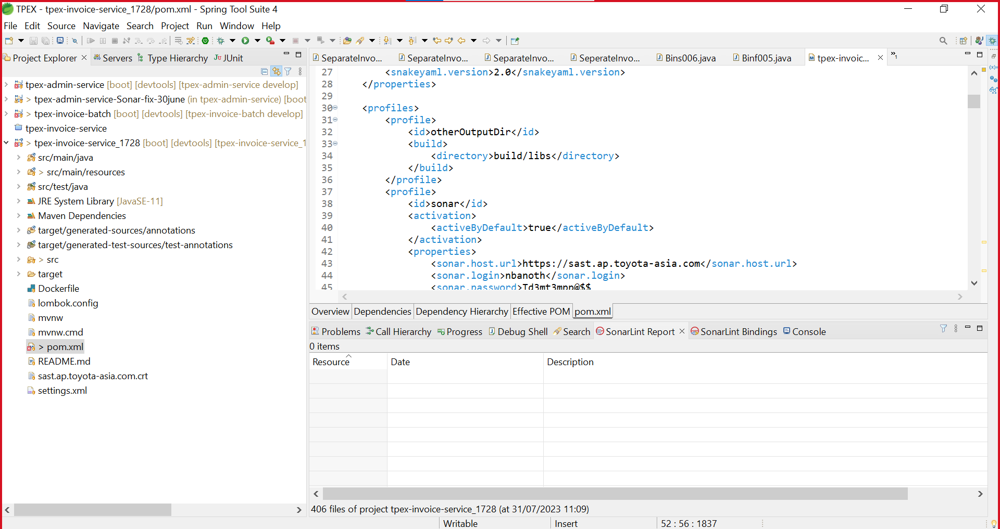 TPEX - tpex-invoice-service_1728/pom.xml - Spring Tool Suite 4
File Edit Source Navigate Search Project Run Window Help
Project Explorer Servers Type Hierarchy JUnit
tpex-admin-service [boot] [devtools] [tpex-admin-service develop]
> tpex-admin-service-Sonar-fix-30june (in tpex-admin-service) [boot
> tpex-invoice-batch [boot] [devtools] [tpex-invoice-batch develop]
tpex-invoice-service
> tpex-invoice-service_1728 [boot] [devtools] [tpex-invoice-service_1
src/main/java
> src/main/resources
src/test/java
JRE System Library [JavaSE-11]
Maven Dependencies
target/generated-sources/annotations
target/generated-test-sources/test-annotations
> src
target
Dockerfile
lombok.config
mvnw
mvnw.cmd
> pom.xml
README.md
sast.ap.toyota-asia.com.crt
settings.xml
SeparateInvo... SeparateInvo... SeparateInvo... SeperateInvo... Bins006.java Binf005.java tpex-invoic... »1
27 <snakeyaml.version>2.0</snakeyaml.version>
28 </properties>
29
30 <profiles>
31 <profile>
32 <id>otherOutputDir</id>
33 <build>
34 <directory>build/libs</directory>
35 </build>
36 </profile>
37 <profile>
38 <id>sonar</id>
39 <activation>
40 <activeByDefault>true</activeByDefault>
41 </activation>
42 <properties>
43 <sonar.host.url>https://sast.ap.toyota-asia.com</sonar.host.url>
44 <sonar.login>nbanoth</sonar.login>
45 <sonar.password>Td3mt3mpp@$$
Overview Dependencies Dependency Hierarchy Effective POM pom.xml
Problems Call Hierarchy Progress Debug Shell Search SonarLint Report SonarLint Bindings Console
0 items
Resource Date Description
406 files of project tpex-invoice-service_1728 (at 31/07/2023 11:09)
Writable Insert 52 : 56 : 1837